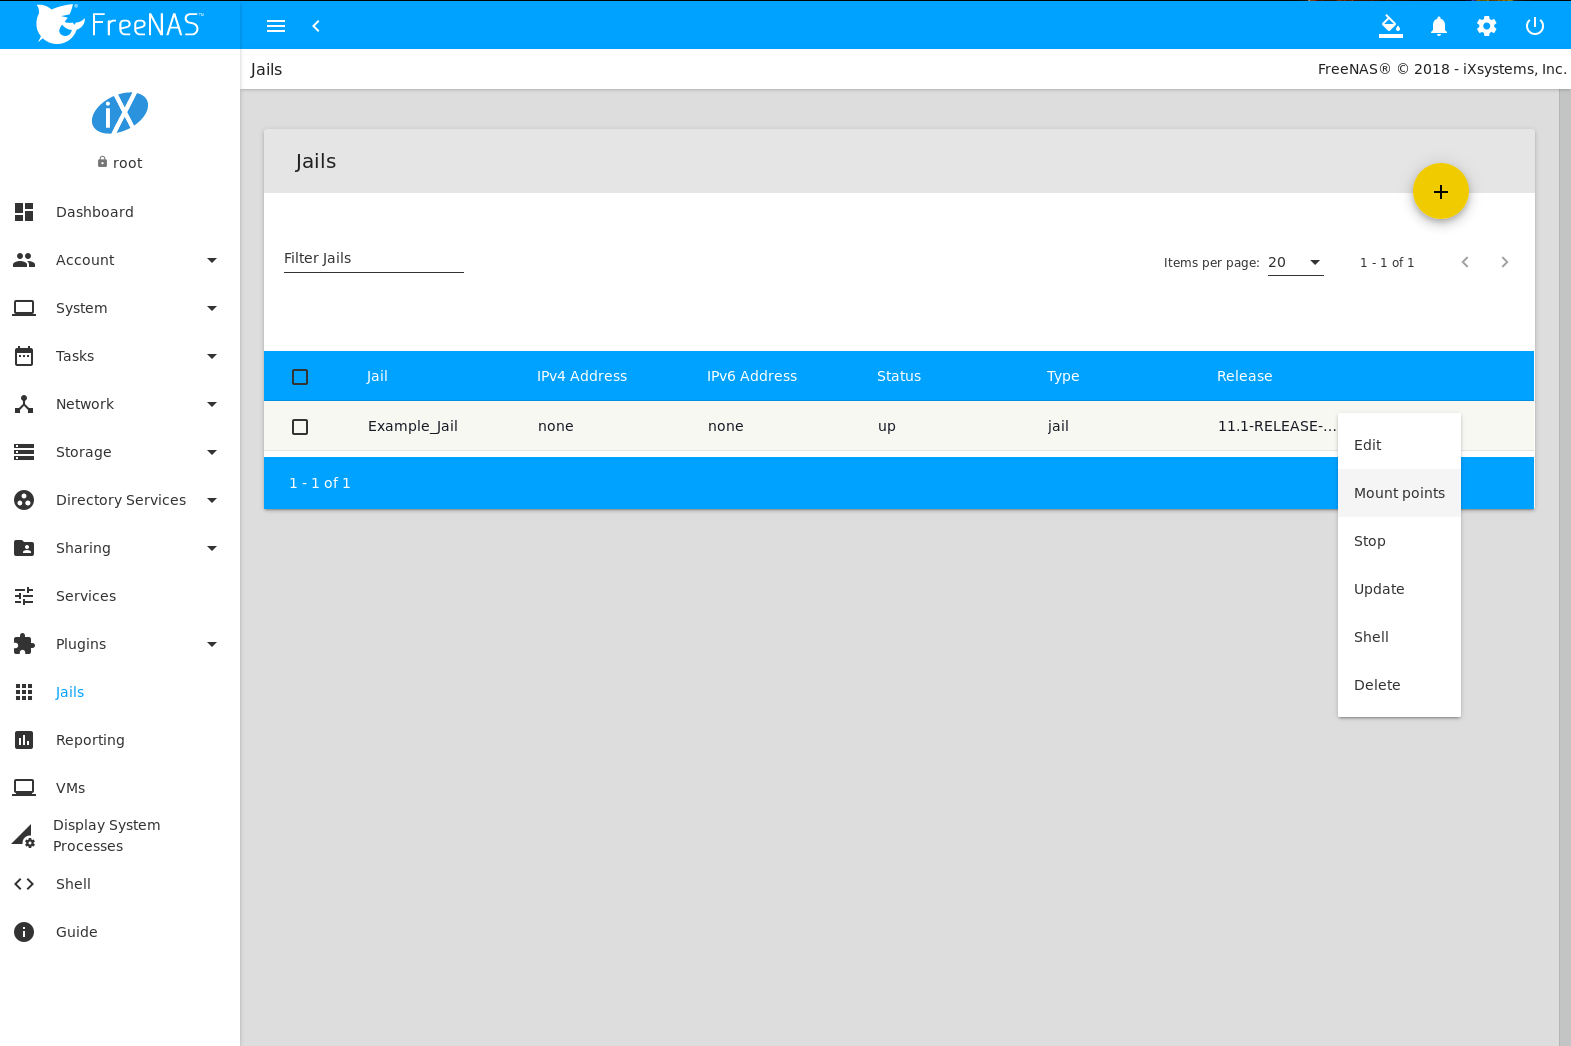 FreeNAS™
Jails
FreeNAS® © 2018 - iXsystems, Inc.
iX
root
Dashboard
Account
System
Tasks
Network
Storage
Directory Services
Sharing
Services
Plugins
Jails
Reporting
VMs
Display System
Processes
Shell
Guide
Jails
Filter Jails
Items per page: 20 1 - 1 of 1
Jail IPv4 Address IPv6 Address Status Type Release
Example_Jail none none up jail 11.1-RELEASE-...
1 - 1 of 1
Edit
Mount points
Stop
Update
Shell
Delete